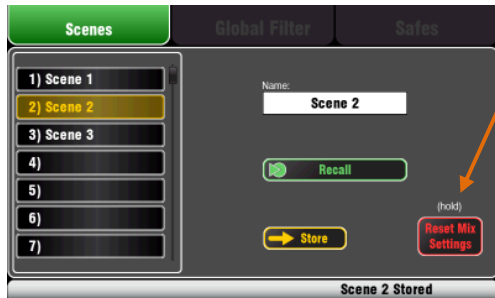 Scenes
Global Filter
Safes
1) Scene 1
2) Scene 2
3) Scene 3
4)
5)
6)
7)
Name:
Scene 2
Recall
Store
(hold)
Reset Mix
Settings
Scene 2 Stored